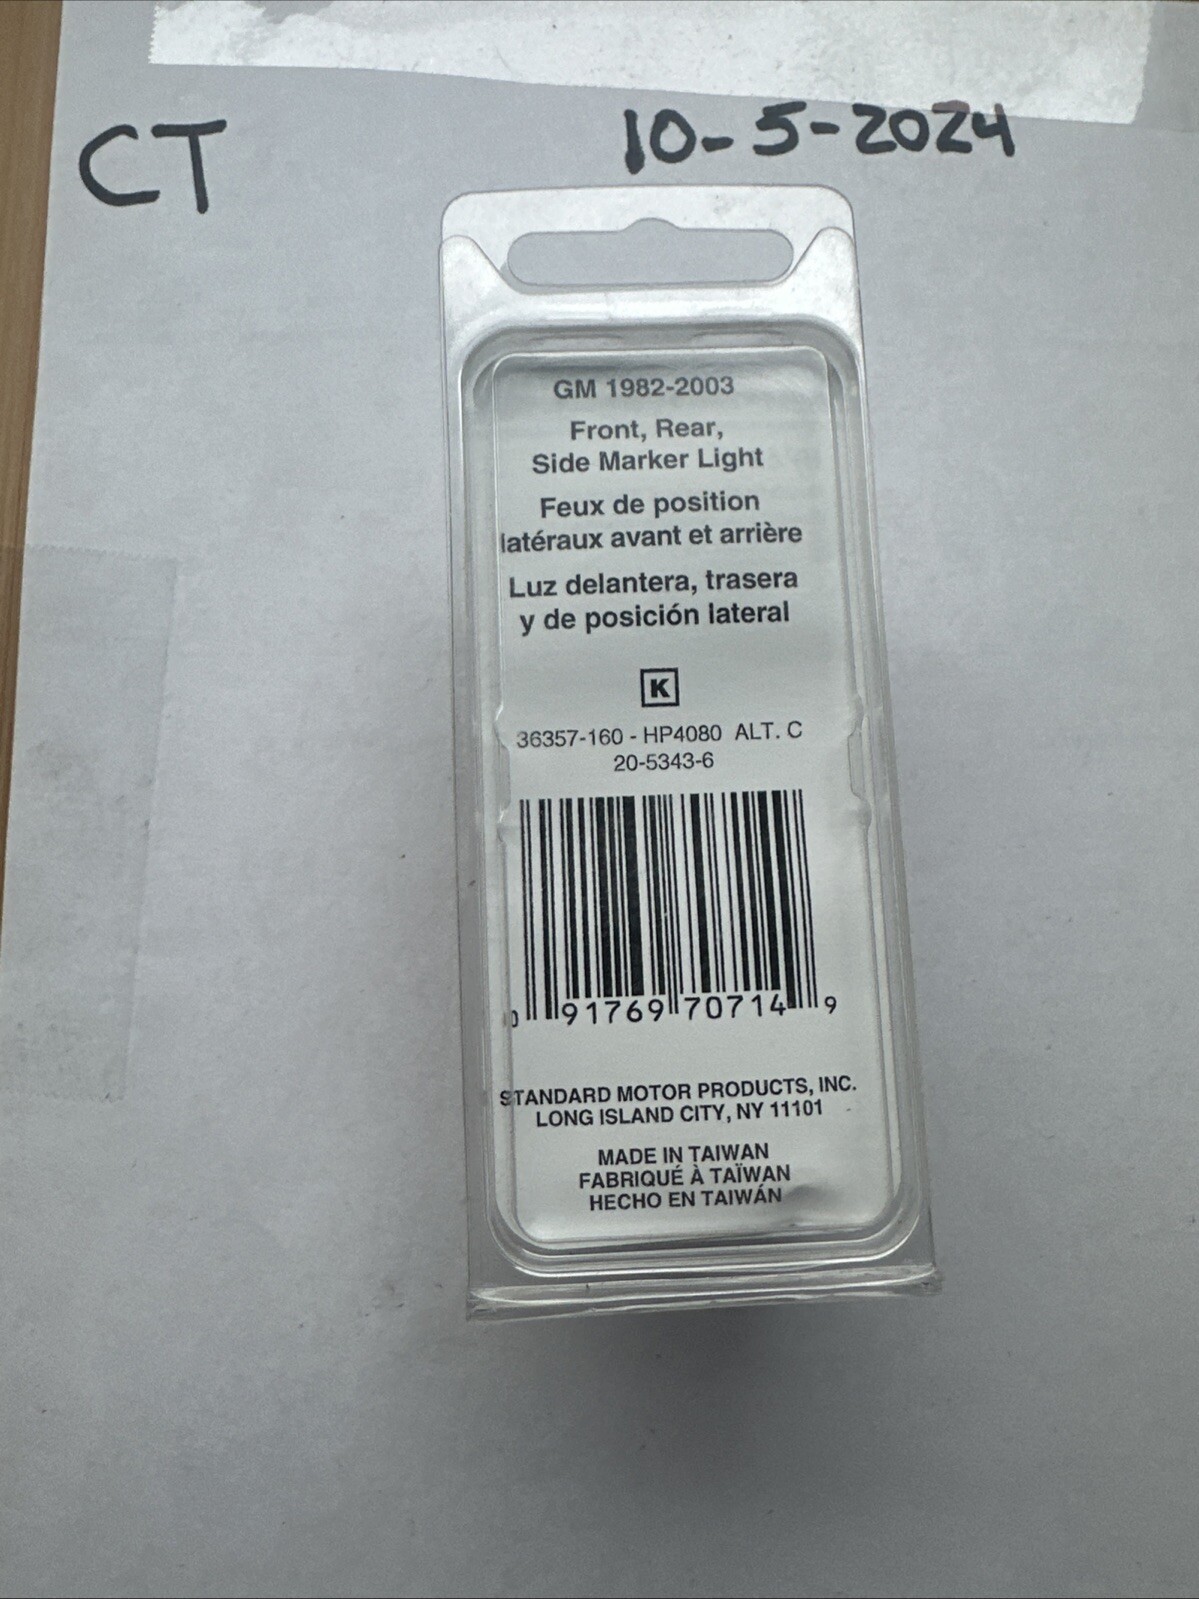 CT
10-5-2024
GM 1982-2003
Front, Rear,
Side Marker Light
Feux de position
latéraux avant et arrière
Luz delantera, trasera
y de posición lateral
K
36357-160 - HP4080 ALT. C
20-5343-6
0 91769 70714 9
STANDARD MOTOR PRODUCTS, INC.
LONG ISLAND CITY, NY 11101
MADE IN TAIWAN
FABRIQUÉ À TAÏWAN
HECHO EN TAIWÁN